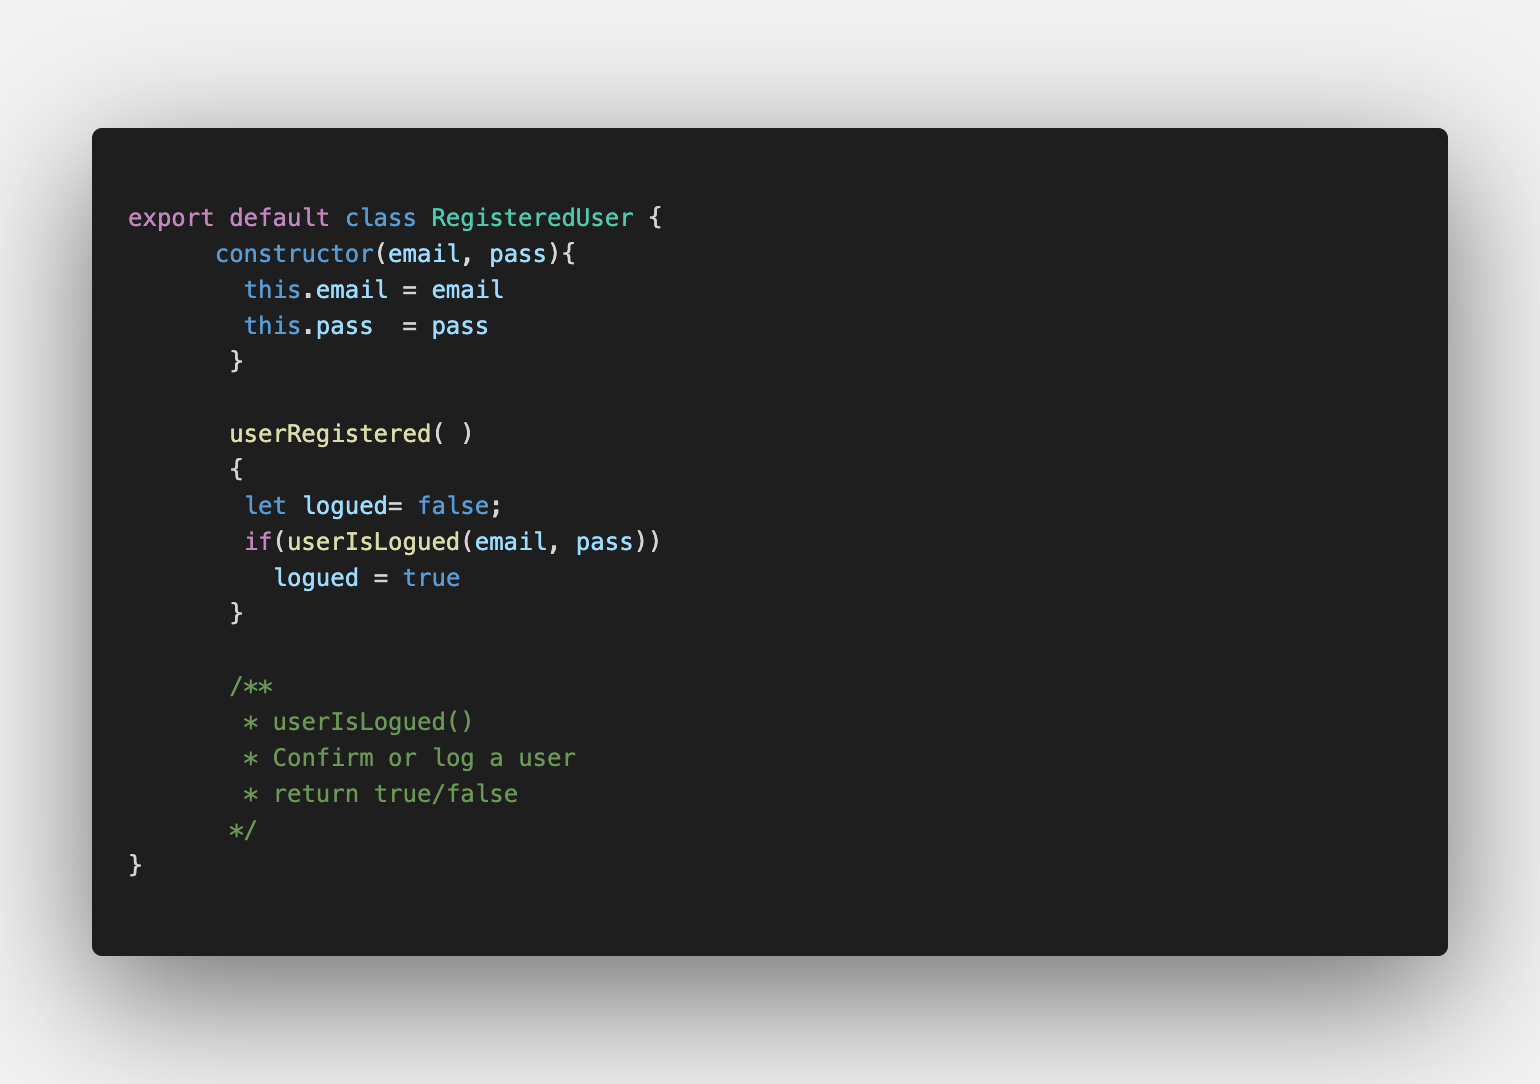 export default class RegisteredUser {
constructor(email, pass){
this.email = email
this.pass  = pass
}
userRegistered( )
{
let logued= false;
if(userIsLogued(email, pass))
logued = true
}
/**
* userIsLogued()
* Confirm or log a user
* return true/false
*/
}